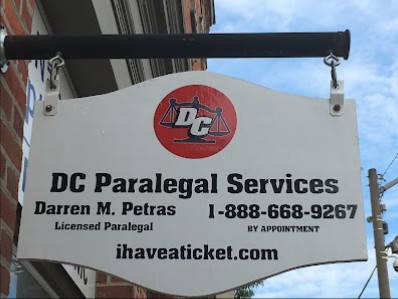 DC
DC Paralegal Services
Darren M. Petras 1-888-668-9267
Licensed Paralegal BY APPOINTMENT
ihaveaticket.com